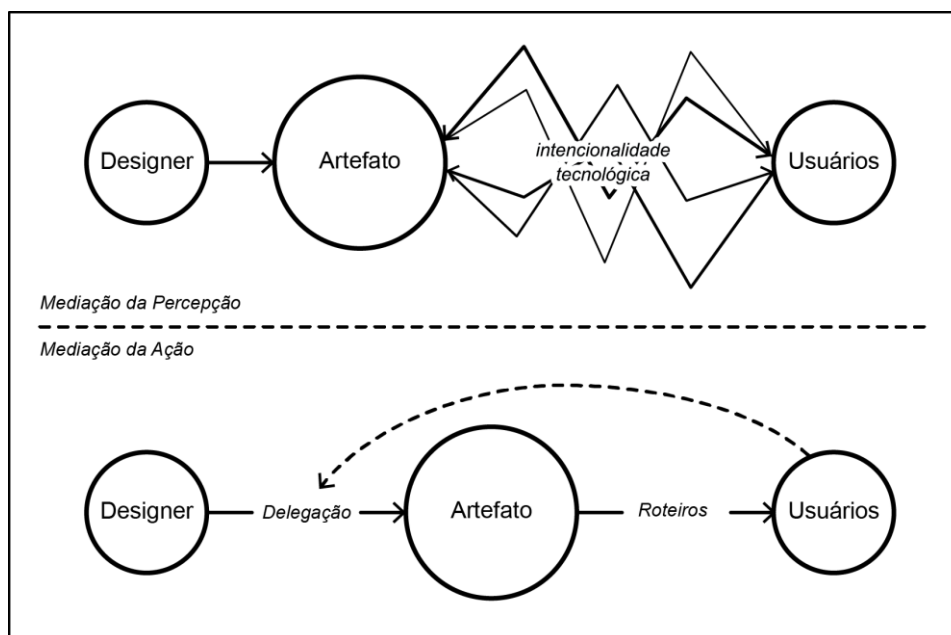 Designer
Artefato
intencionalidade
tecnológica
Usuários
Mediação da Percepção
Mediação da Ação
Designer
Delegação
Artefato
Roteiros
Usuários